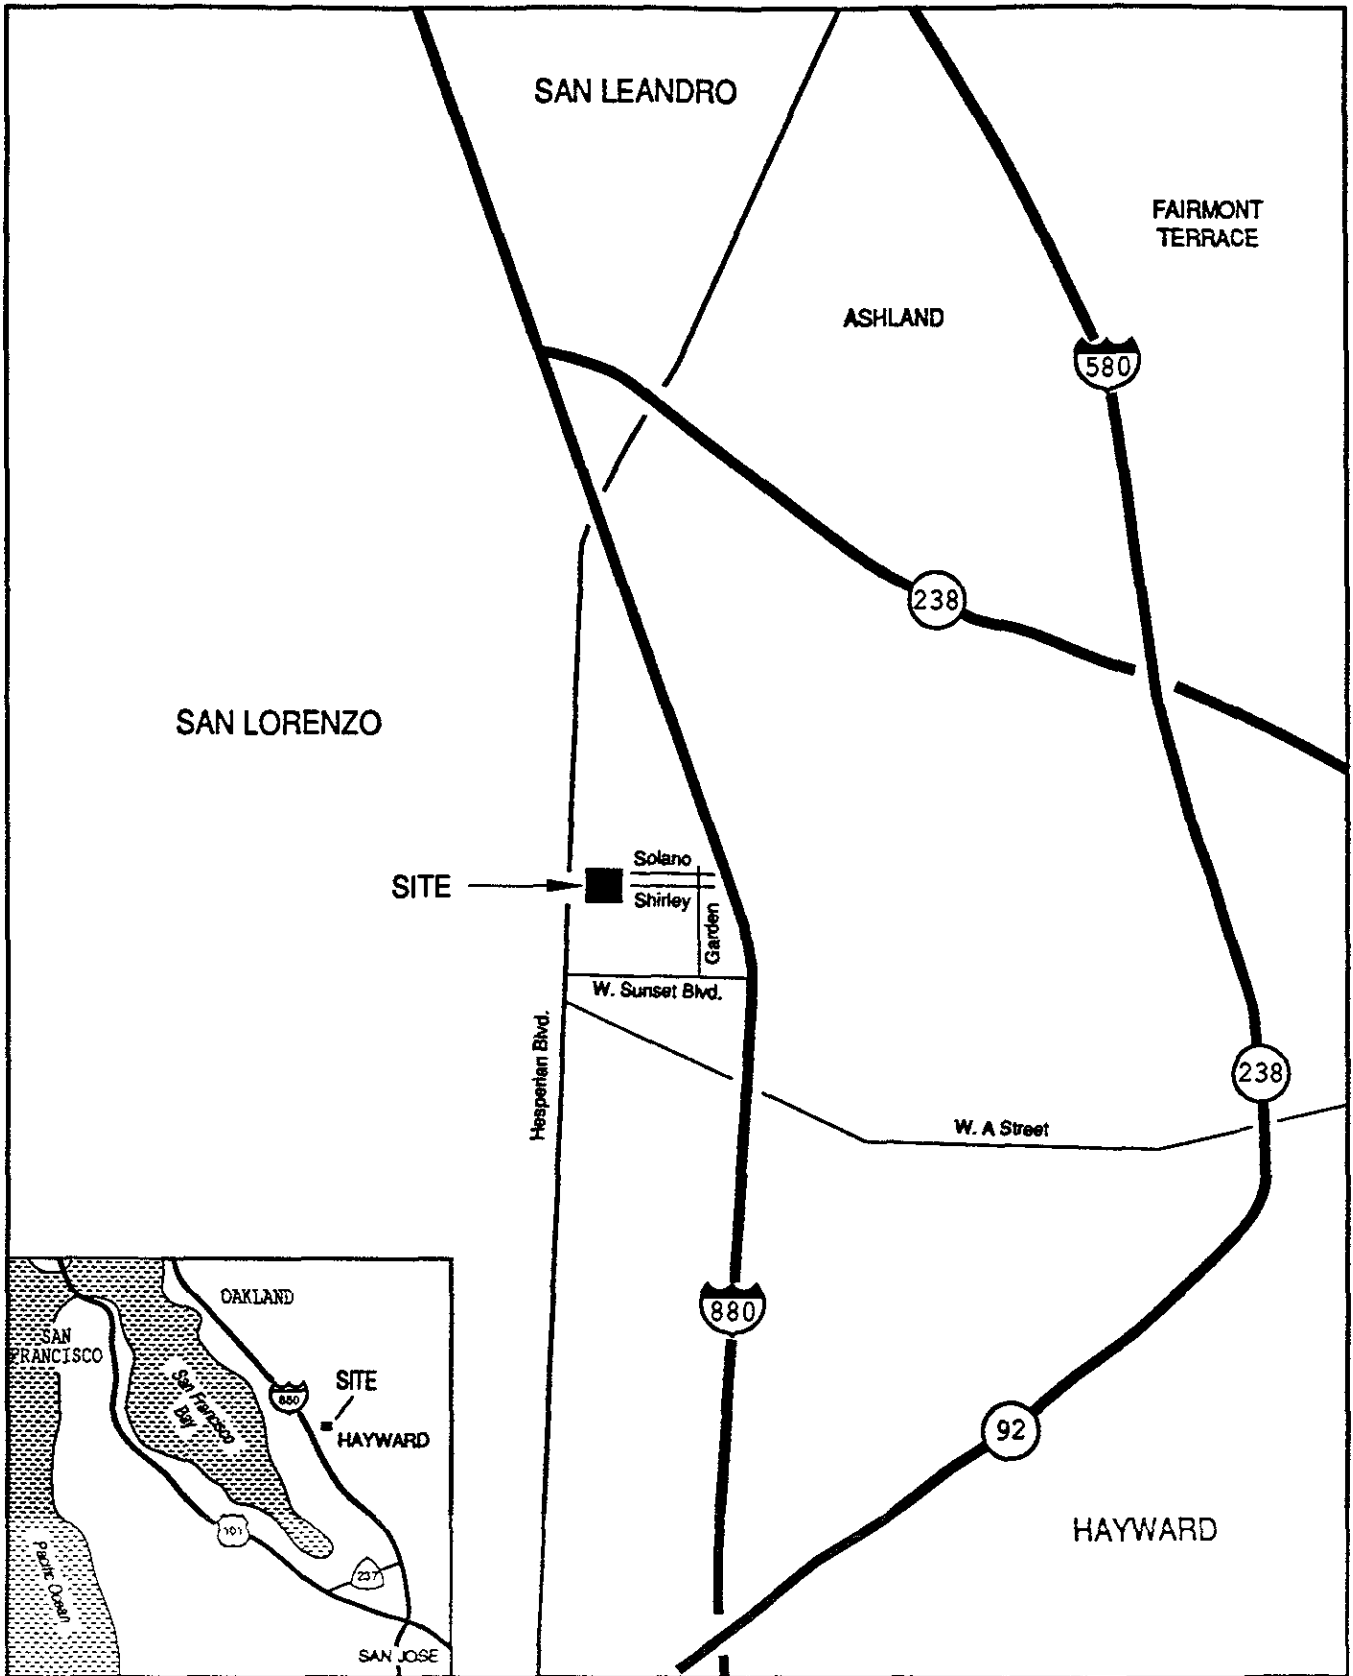 SAN LEANDRO
FAIRMONT
TERRACE
ASHLAND
580
238
SAN LORENZO
SITE
Solano
Shirley
Garden
W. Sunset Blvd.
Hesperian Blvd.
238
W. A Street
880
92
HAYWARD
OAKLAND
SAN
FRANCISCO
San Francisco
Bay
880
SITE
HAYWARD
101
237
Pacific Ocean
SAN JOSE